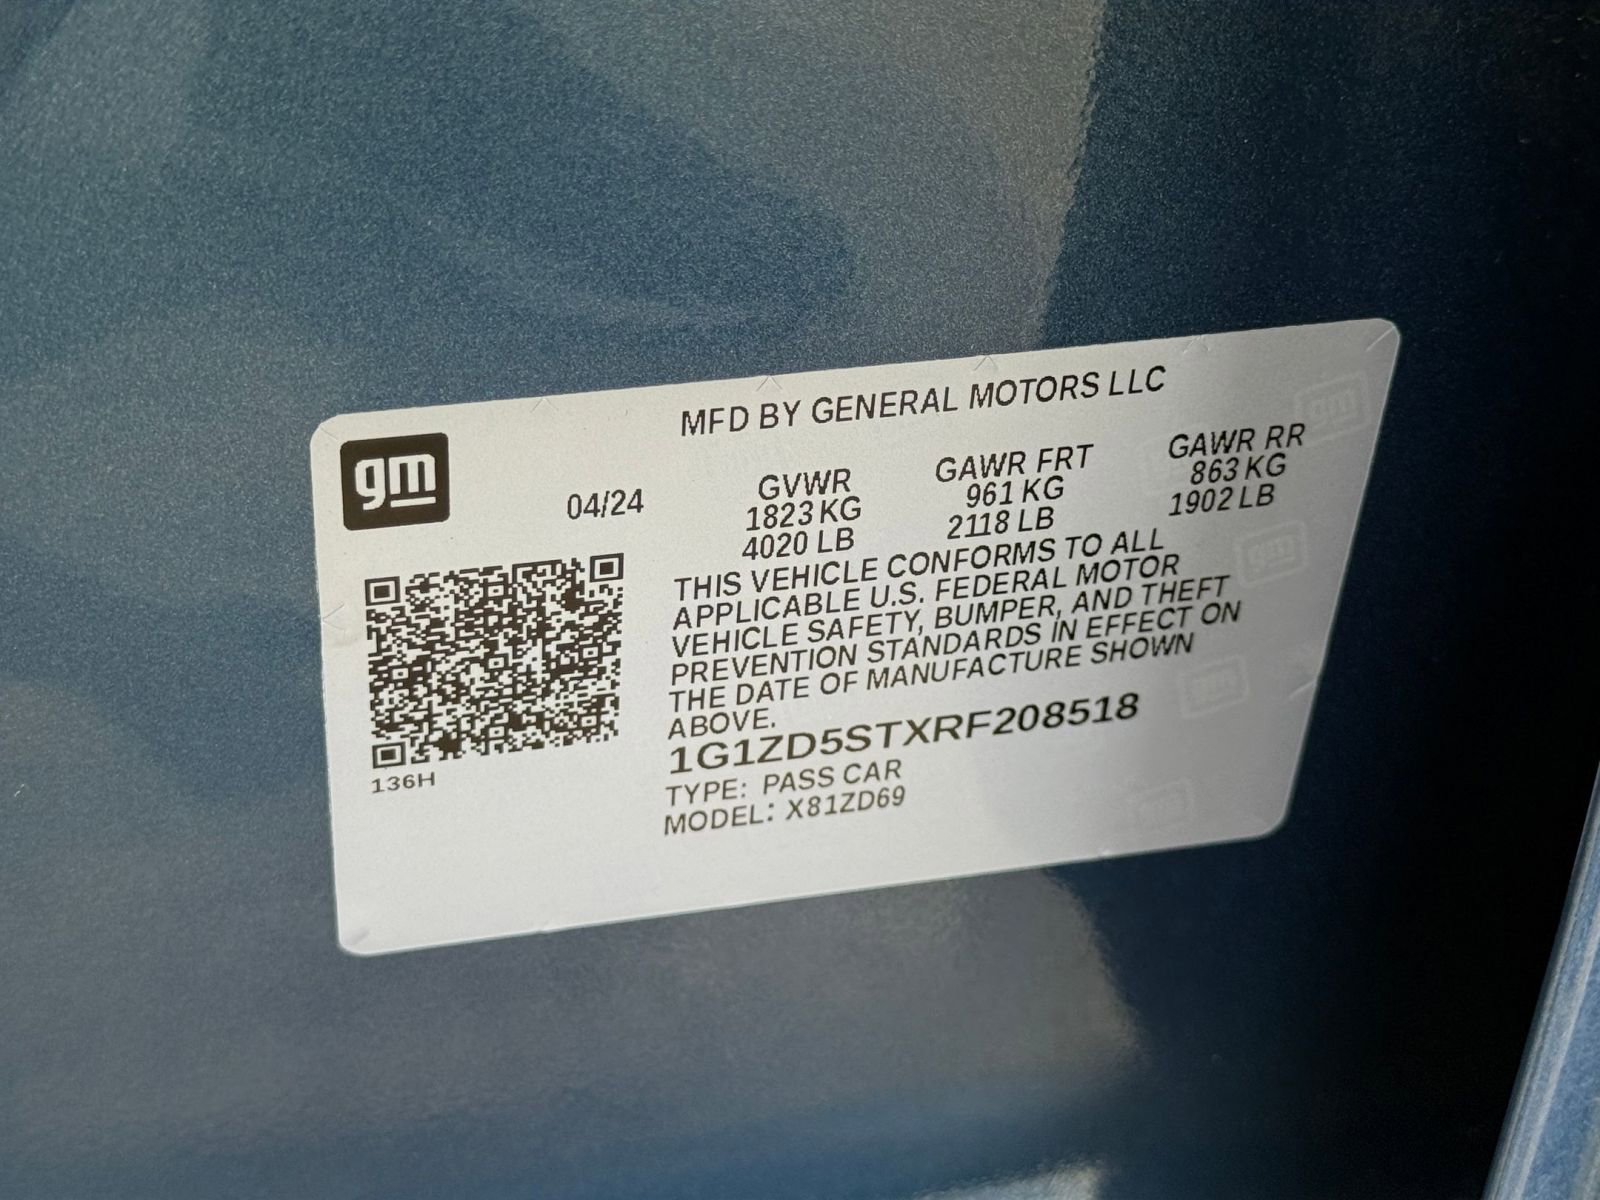 MFD BY GENERAL MOTORS LLC
gm
04/24
GVWR
1823 KG
4020 LB
GAWR FRT
961 KG
2118 LB
GAWR RR
863 KG
1902 LB
THIS VEHICLE CONFORMS TO ALL
APPLICABLE U.S. FEDERAL MOTOR
VEHICLE SAFETY, BUMPER, AND THEFT
PREVENTION STANDARDS IN EFFECT ON
THE DATE OF MANUFACTURE SHOWN
ABOVE.
1G1ZD5STXRF208518
TYPE: PASS CAR
MODEL: X81ZD69
136H